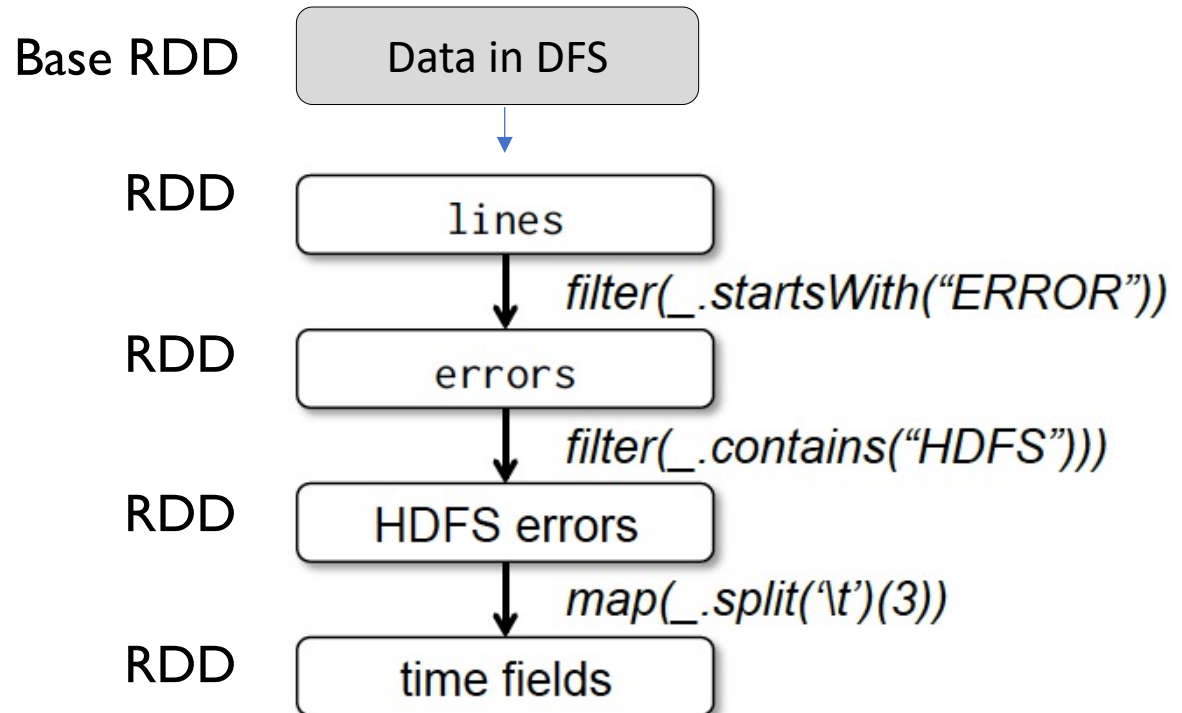 Base RDD
Data in DFS
RDD
lines
filter(_.startsWith(“ERROR”))
RDD
errors
filter(_.contains(“HDFS”)))
RDD
HDFS errors
map(_.split(‘\t’)(3))
RDD
time fields